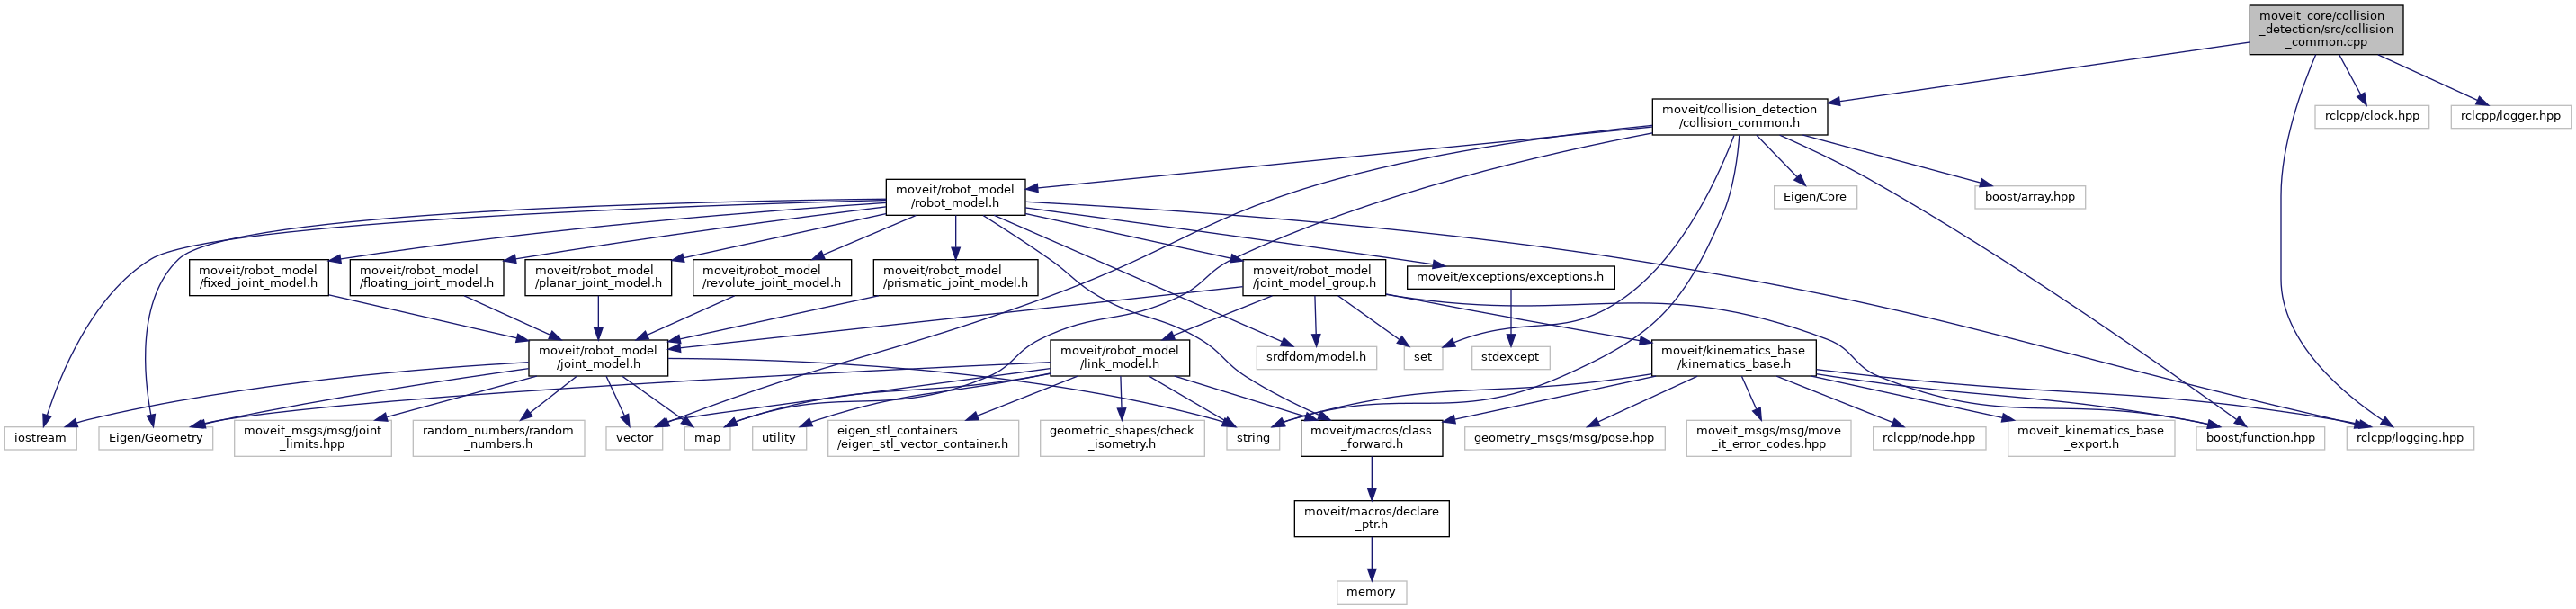 moveit_core/collision
_detection/src/collision
_common.cpp
moveit/collision_detection
/collision_common.h
rclcpp/clock.hpp
rclcpp/logger.hpp
moveit/robot_model
/robot_model.h
Eigen/Core
boost/array.hpp
moveit/robot_model
/fixed_joint_model.h
moveit/robot_model
/floating_joint_model.h
moveit/robot_model
/planar_joint_model.h
moveit/robot_model
/revolute_joint_model.h
moveit/robot_model
/prismatic_joint_model.h
moveit/robot_model
/joint_model_group.h
moveit/exceptions/exceptions.h
moveit/robot_model
/joint_model.h
moveit/robot_model
/link_model.h
srdfdom/model.h
set
stdexcept
moveit/kinematics_base
/kinematics_base.h
iostream
Eigen/Geometry
moveit_msgs/msg/joint
_limits.hpp
random_numbers/random
_numbers.h
vector
map
utility
eigen_stl_containers
/eigen_stl_vector_container.h
geometric_shapes/check
_isometry.h
string
moveit/macros/class
_forward.h
geometry_msgs/msg/pose.hpp
moveit_msgs/msg/move
_it_error_codes.hpp
rclcpp/node.hpp
moveit_kinematics_base
_export.h
boost/function.hpp
rclcpp/logging.hpp
moveit/macros/declare
_ptr.h
memory